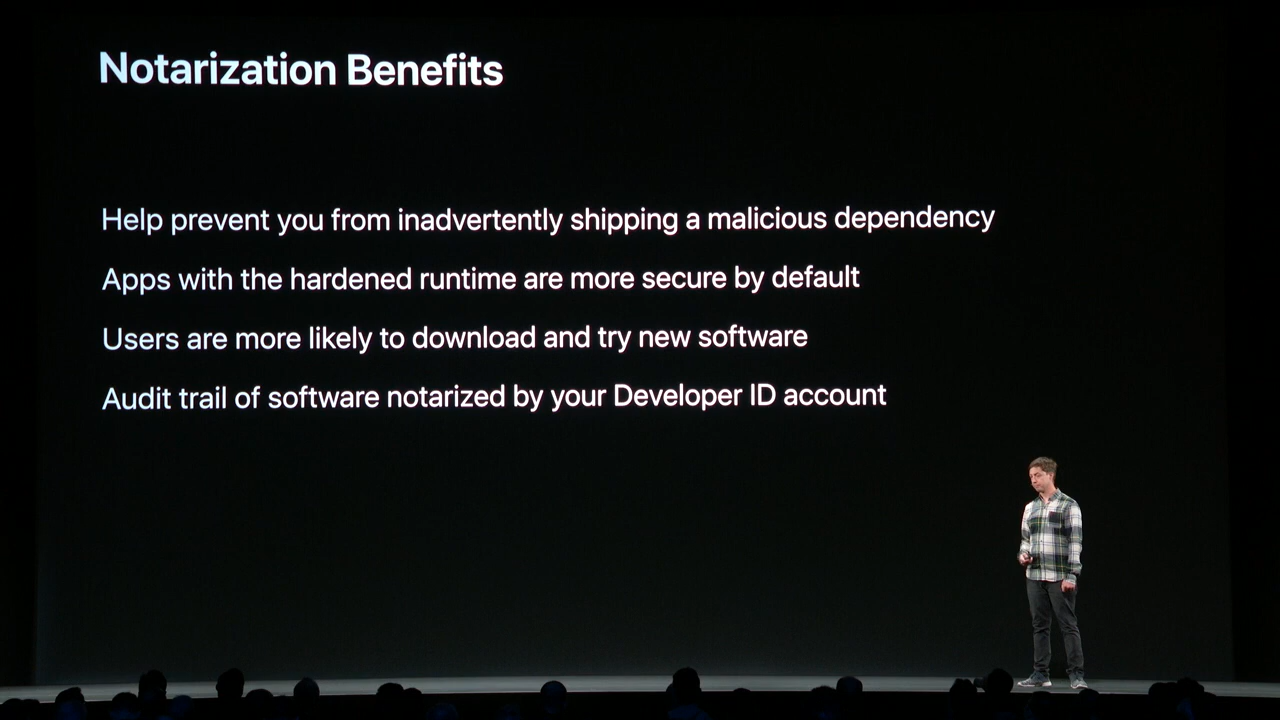 Notarization Benefits
Help prevent you from inadvertently shipping a malicious dependency
Apps with the hardened runtime are more secure by default
Users are more likely to download and try new software
Audit trail of software notarized by your Developer ID account